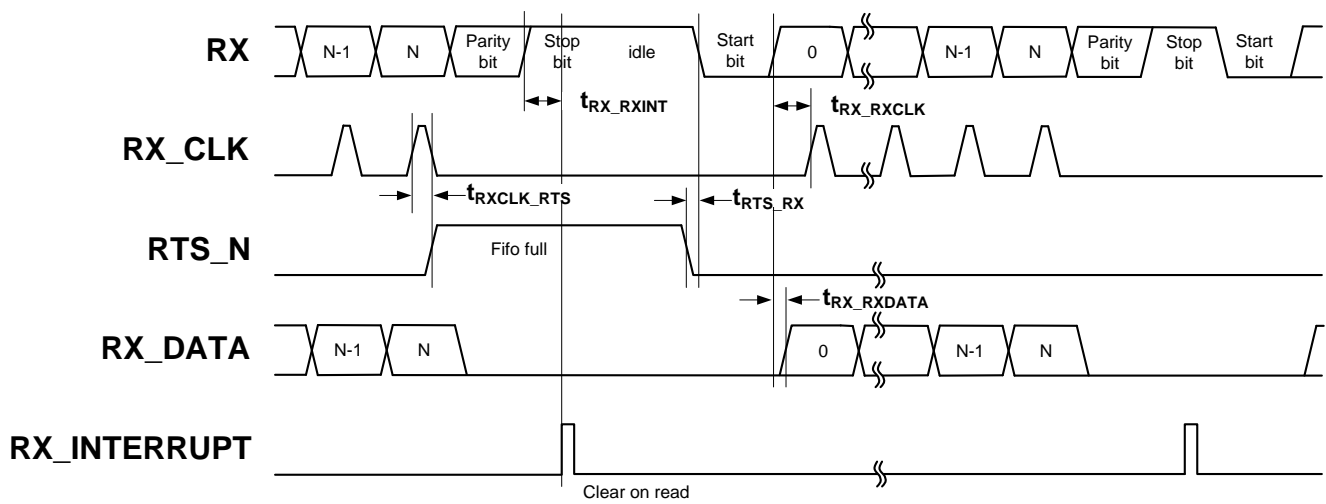 RX
N-1
N
Parity
bit
Stop
bit
idle
Start
bit
0
N-1
N
Parity
bit
Stop
bit
Start
bit
tRX_RXINT
tRX_RXCLK
RX_CLK
tRXCLK_RTS
tRTS_RX
RTS_N
Fifo full
tRX_RXDATA
RX_DATA
N-1
N
0
N-1
N
RX_INTERRUPT
Clear on read